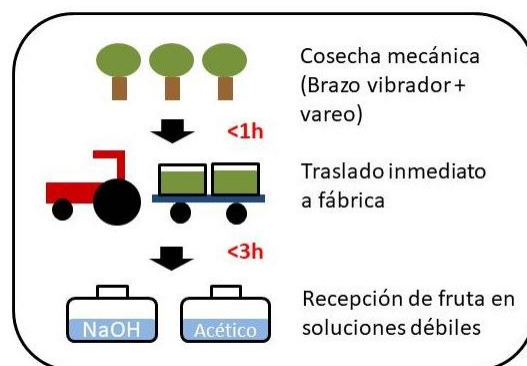 Cosecha mecánica
(Brazo vibrador +
vareo)
<1h
Traslado inmediato
a fábrica
<3h
NaOH
Acético
Recepción de fruta en
soluciones débiles